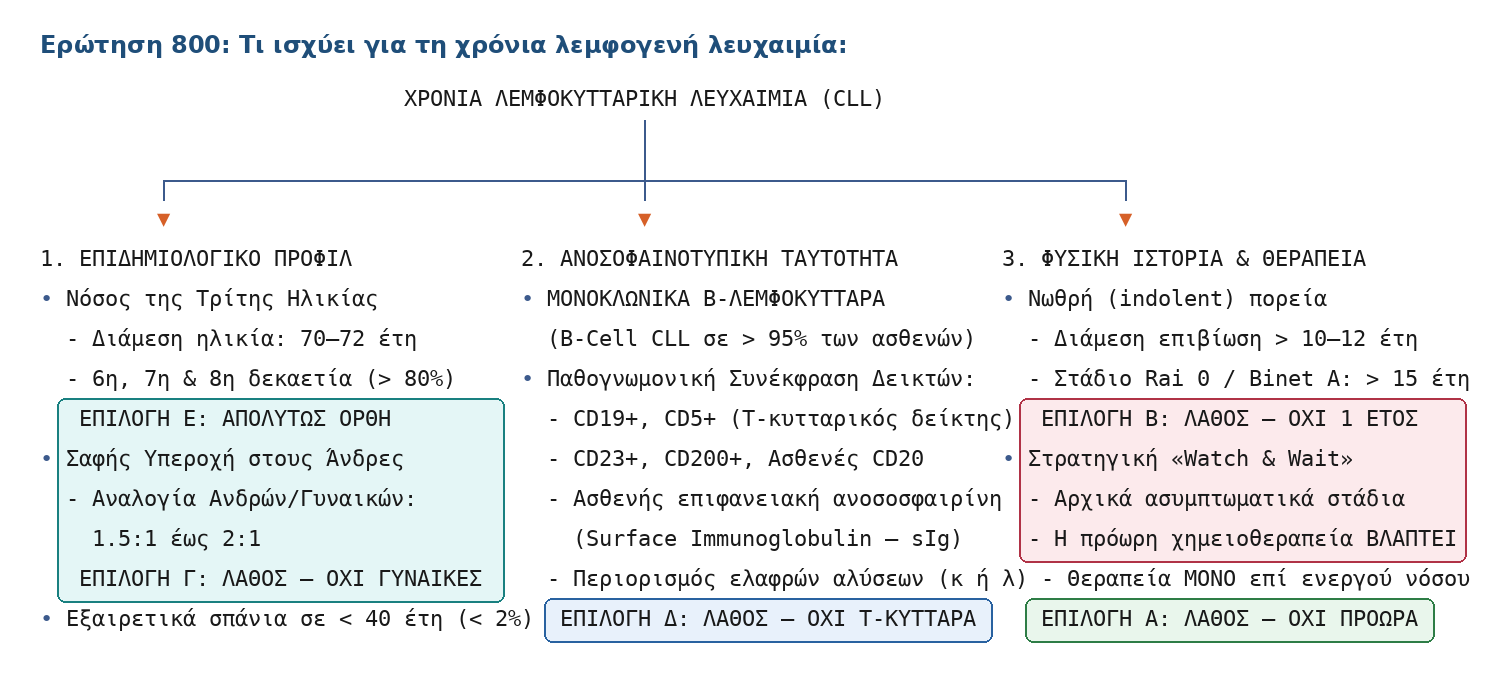 Ερώτηση 800: Τι ισχύει για τη χρόνια λεμφογενή λευχαιμία:
ΧΡΟΝΙΑ ΛΕΜΦΟΚΥΤΤΑΡΙΚΗ ΛΕΥΧΑΙΜΙΑ (CLL)
1. ΕΠΙΔΗΜΙΟΛΟΓΙΚΟ ΠΡΟΦΙΛ
• Νόσος της Τρίτης Ηλικίας
- Διάμεση ηλικία: 70–72 έτη
- 6η, 7η & 8η δεκαετία (> 80%)
ΕΠΙΛΟΓΗ Ε: ΑΠΟΛΥΤΩΣ ΟΡΘΗ
• Σαφής Υπεροχή στους Άνδρες
- Αναλογία Ανδρών/Γυναικών:
1.5:1 έως 2:1
ΕΠΙΛΟΓΗ Γ: ΛΑΘΟΣ – ΟΧΙ ΓΥΝΑΙΚΕΣ
• Εξαιρετικά σπάνια σε < 40 έτη (< 2%)
2. ΑΝΟΣΟΦΑΙΝΟΤΥΠΙΚΗ ΤΑΥΤΟΤΗΤΑ
• ΜΟΝΟΚΛΩΝΙΚΑ Β-ΛΕΜΦΟΚΥΤΤΑΡΑ
(B-Cell CLL σε > 95% των ασθενών)
• Παθογνωμονική Συνέκφραση Δεικτών:
- CD19+, CD5+ (Τ-κυτταρικός δείκτης)
- CD23+, CD200+, Ασθενές CD20
- Ασθενής επιφανειακή ανοσοσφαιρίνη
(Surface Immunoglobulin – sIg)
- Περιορισμός ελαφρών αλύσεων (κ ή λ)
ΕΠΙΛΟΓΗ Δ: ΛΑΘΟΣ – ΟΧΙ Τ-ΚΥΤΤΑΡΑ
3. ΦΥΣΙΚΗ ΙΣΤΟΡΙΑ & ΘΕΡΑΠΕΙΑ
• Νωθρή (indolent) πορεία
- Διάμεση επιβίωση > 10–12 έτη
- Στάδιο Rai 0 / Binet A: > 15 έτη
ΕΠΙΛΟΓΗ Β: ΛΑΘΟΣ – ΟΧΙ 1 ΕΤΟΣ
• Στρατηγική «Watch & Wait»
- Αρχικά ασυμπτωματικά στάδια
- Η πρόωρη χημειοθεραπεία ΒΛΑΠΤΕΙ
- Θεραπεία ΜΟΝΟ επί ενεργού νόσου
ΕΠΙΛΟΓΗ Α: ΛΑΘΟΣ – ΟΧΙ ΠΡΟΩΡΑ